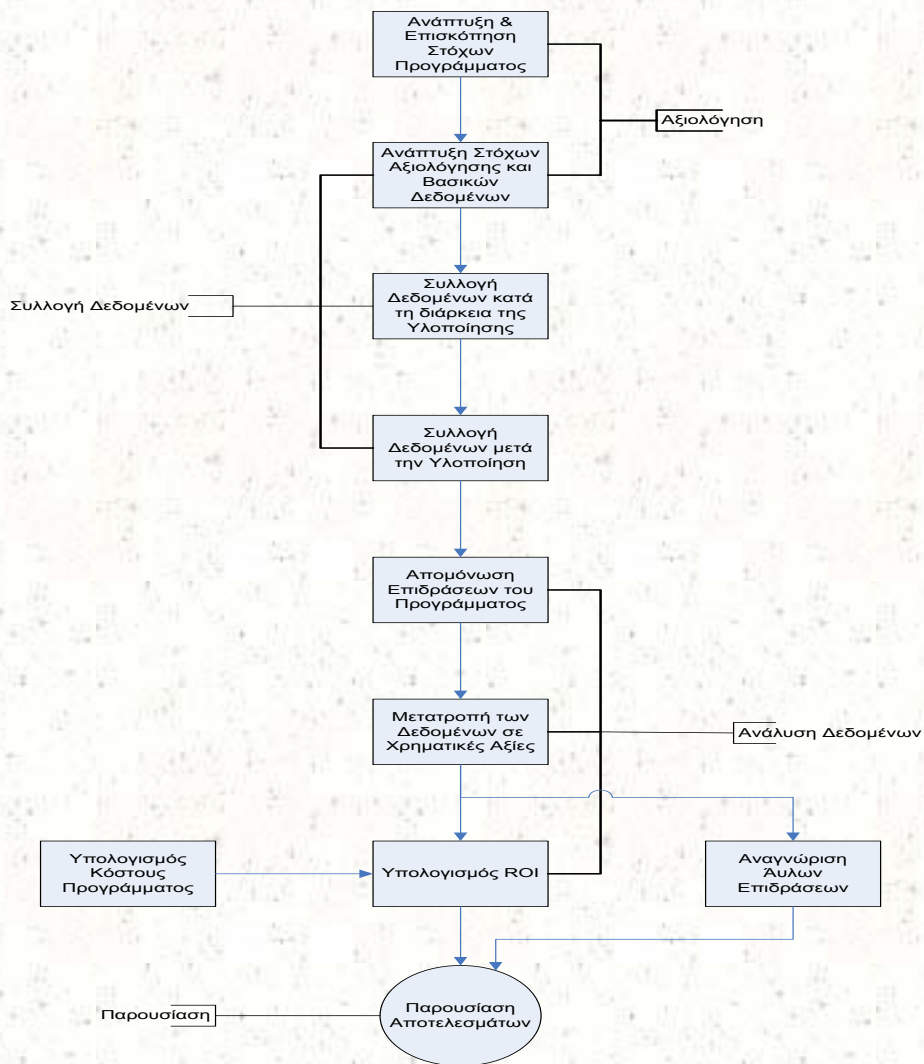 Ανάπτυξη &
Επισκόπηση
Στόχων
Προγράμματος
Αξιολόγηση
Ανάπτυξη Στόχων
Αξιολόγησης και
Βασικών
Δεδομένων
Συλλογή Δεδομένων
Συλλογή
Δεδομένων κατά
τη διάρκεια της
Υλοποίησης
Συλλογή
Δεδομένων μετά
την Υλοποίηση
Απομόνωση
Επιδράσεων του
Προγράμματος
Μετατροπή των
Δεδομένων σε
Χρηματικές Αξίες
Ανάλυση Δεδομένων
Υπολογισμός
Κόστους
Προγράμματος
Υπολογισμός ROI
Αναγνώριση
Άυλων
Επιδράσεων
Παρουσίαση
Παρουσίαση
Αποτελεσμάτων